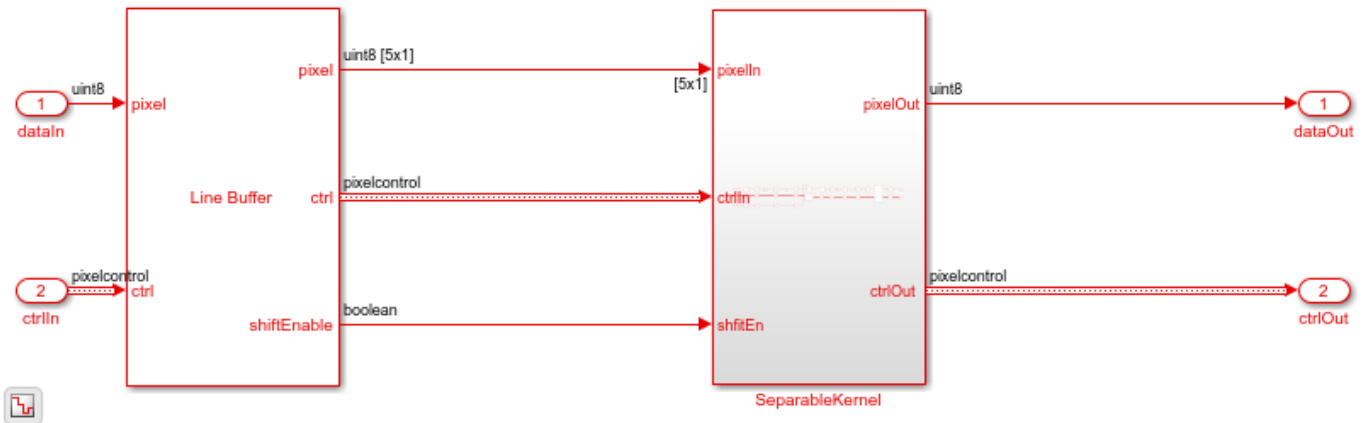 uint8 [5x1]
pixel
pixelIn
[5x1]
uint8
1
pixel
dataIn
pixelOut
uint8
1
dataOut
pixelcontrol
Line Buffer
ctrl
ctrlIn
pixelcontrol
2
ctrl
ctrlIn
ctrlOut
pixelcontrol
2
ctrlOut
boolean
shiftEnable
shfitEn
SeparableKernel